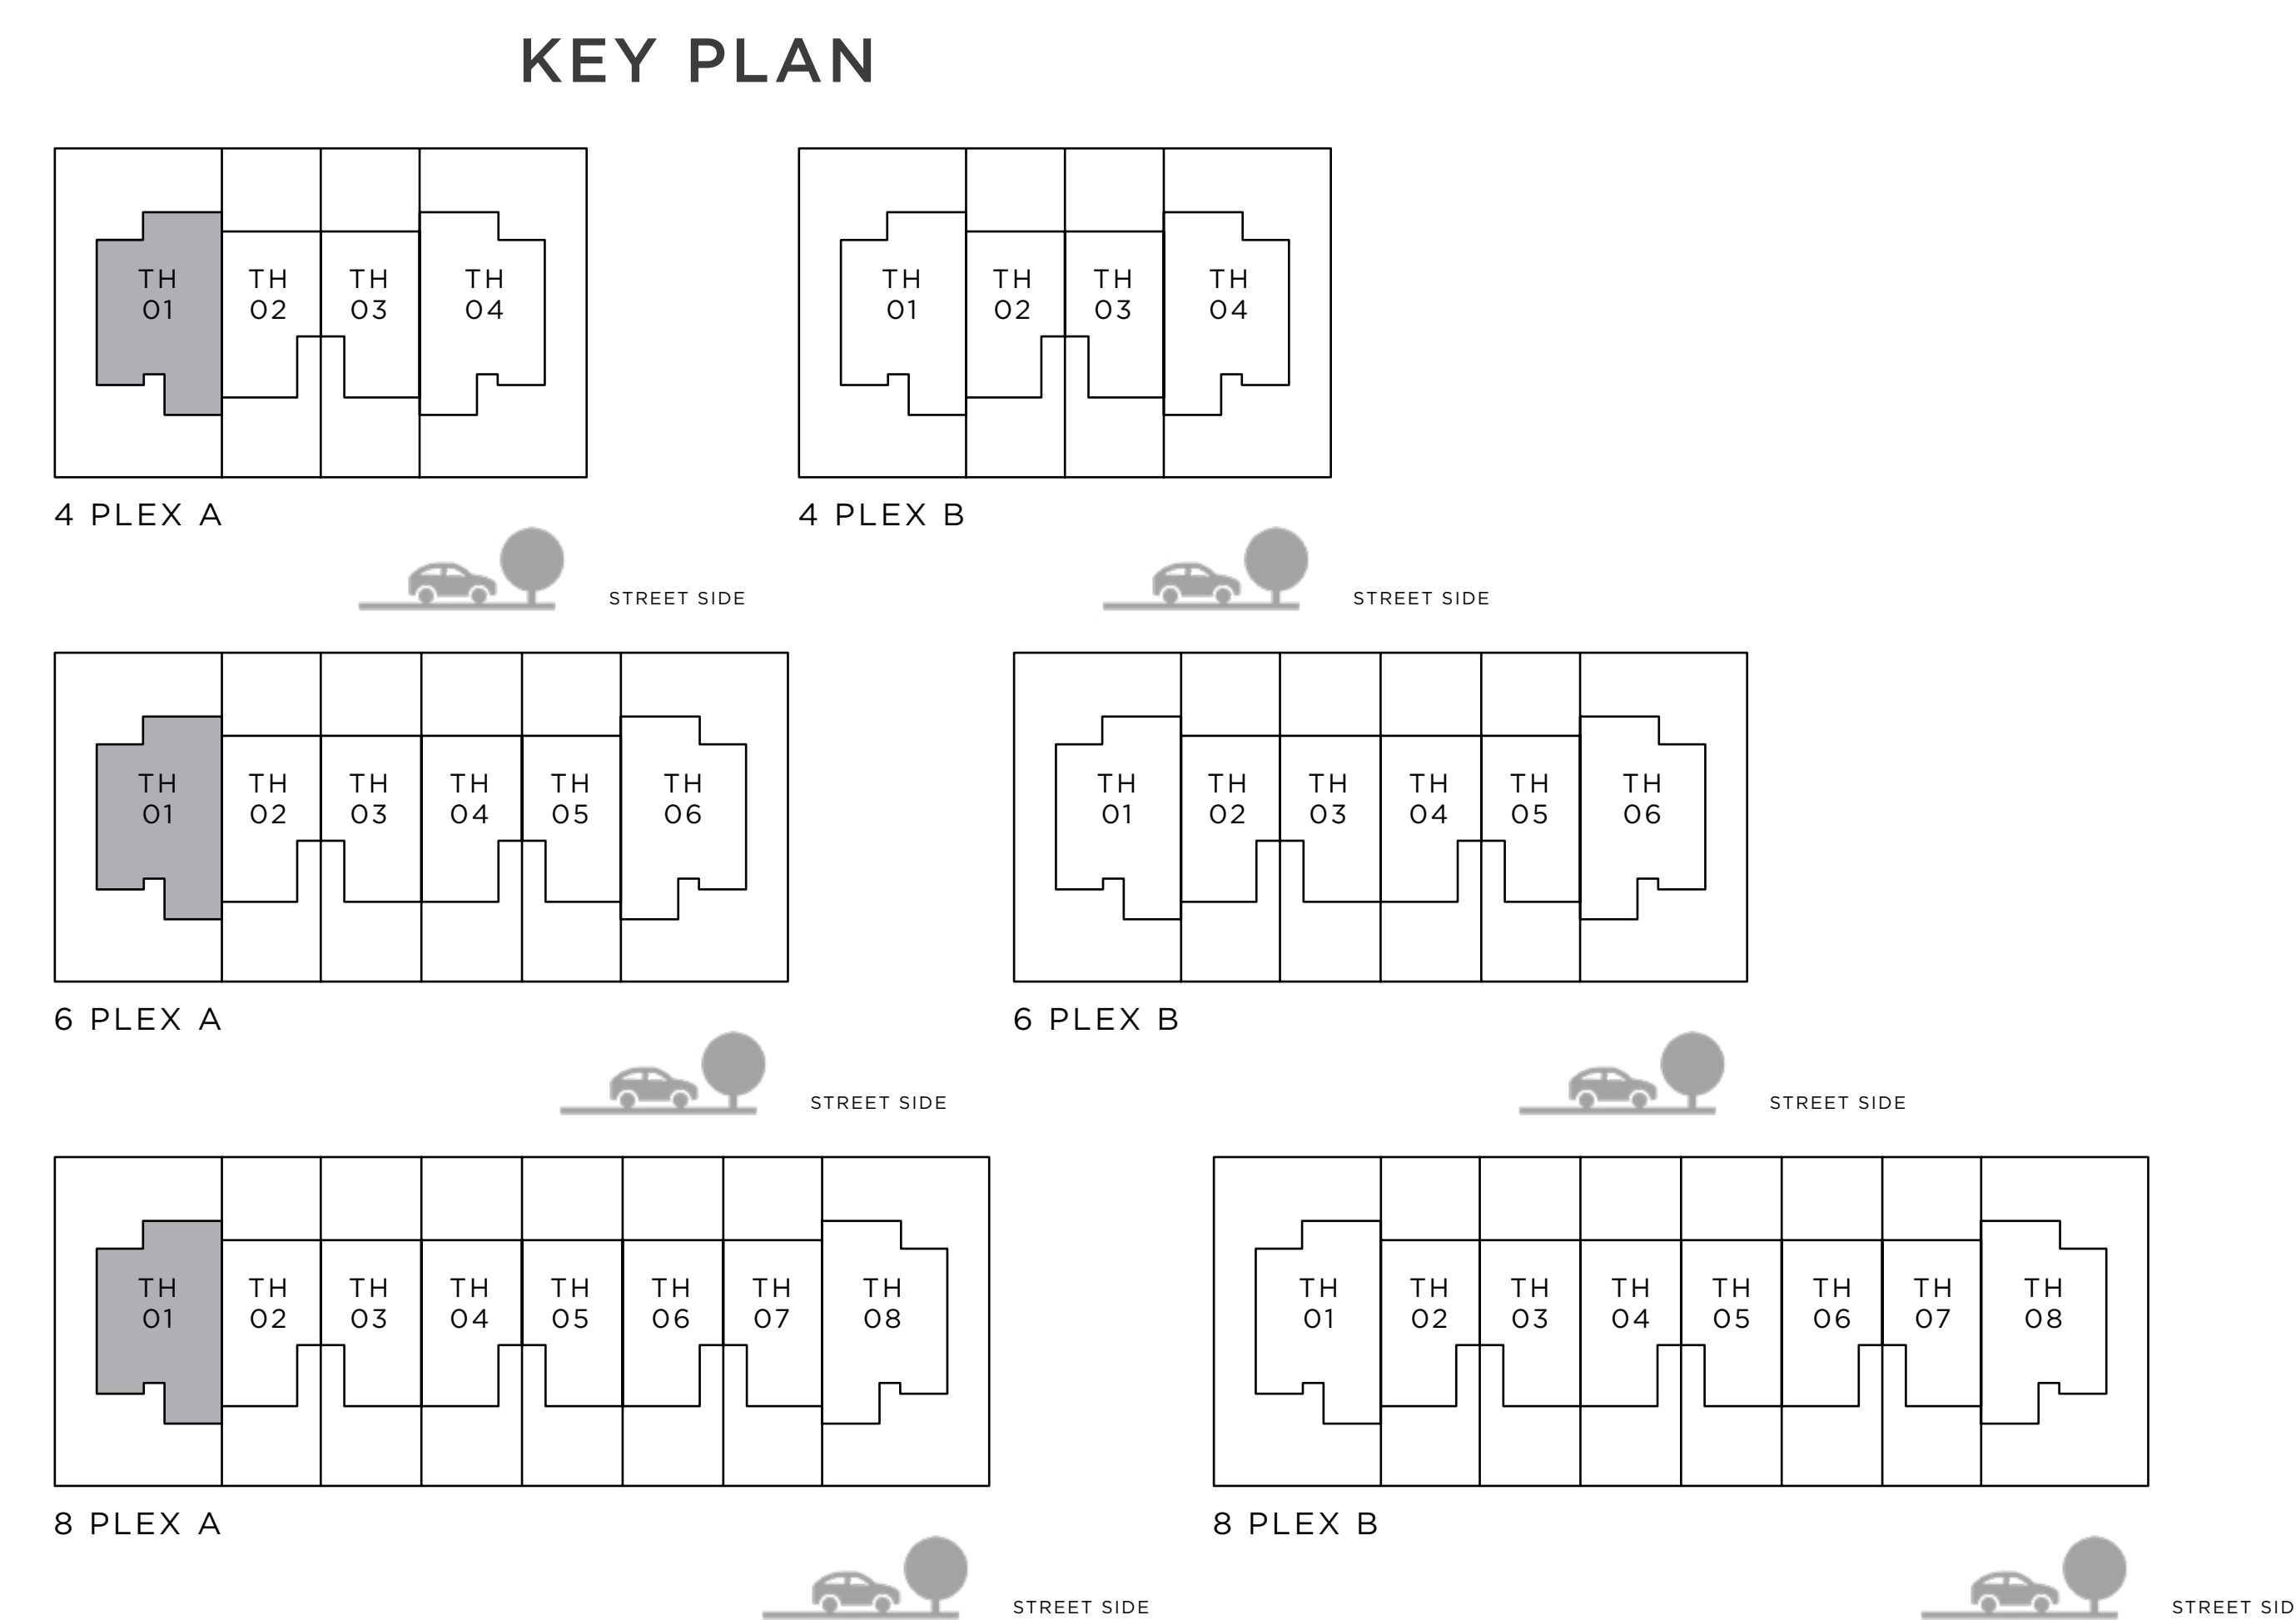 KEY PLAN
TH TH TH TH
01 02 03 04
4 PLEX A
STREET SIDE
TH TH TH TH
01 02 03 04
4 PLEX B
STREET SIDE
TH TH TH TH TH TH
01 02 03 04 05 06
6 PLEX A
STREET SIDE
TH TH TH TH TH TH
01 02 03 04 05 06
6 PLEX B
STREET SIDE
TH TH TH TH TH TH TH TH
01 02 03 04 05 06 07 08
8 PLEX A
STREET SIDE
TH TH TH TH TH TH TH TH
01 02 03 04 05 06 07 08
8 PLEX B
STREET SID